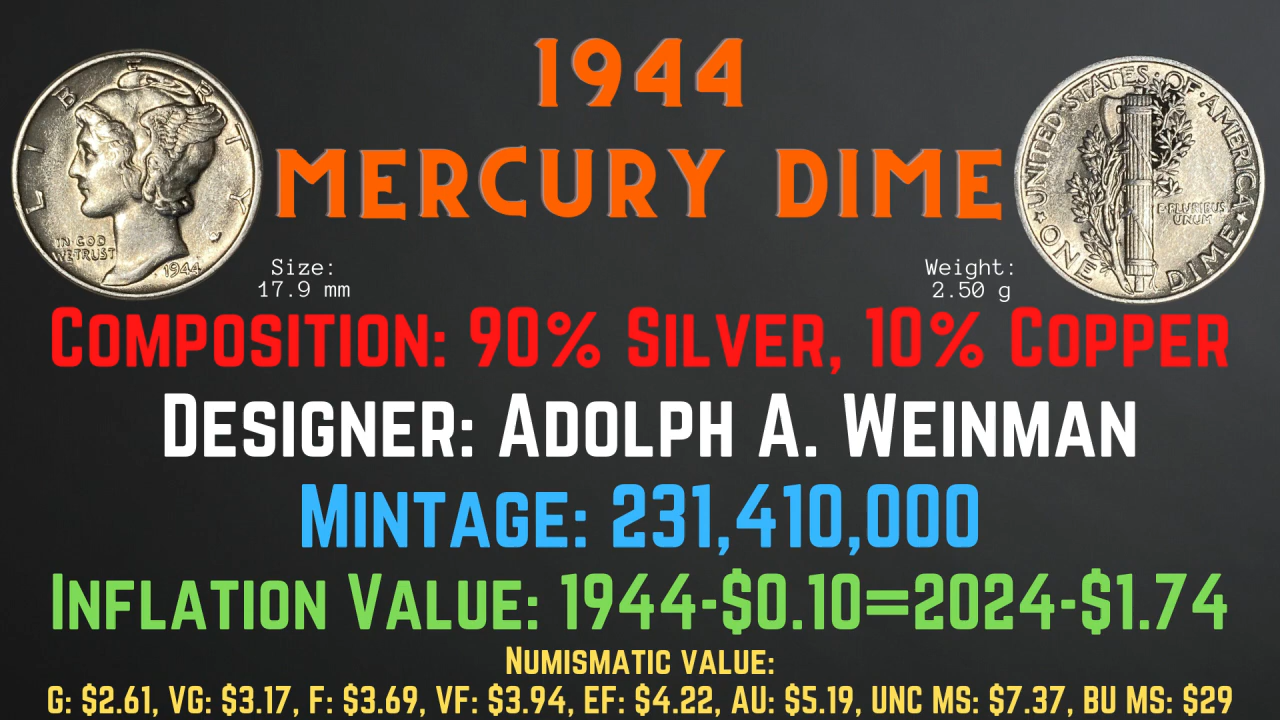 1944
MERCURY DIME
LIBERTY
IN GOD
WE TRUST
1944
UNITED·STATES·OF·AMERICA
E·PLURIBUS
UNUM
ONE DIME
Size:
17.9 mm
Weight:
2.50 g
COMPOSITION: 90% SILVER, 10% COPPER
DESIGNER: ADOLPH A. WEINMAN
MINTAGE: 231,410,000
INFLATION VALUE: 1944-$0.10=2024-$1.74
NUMISMATIC VALUE:
G: $2.61, VG: $3.17, F: $3.69, VF: $3.94, EF: $4.22, AU: $5.19, UNC MS: $7.37, BU MS: $29